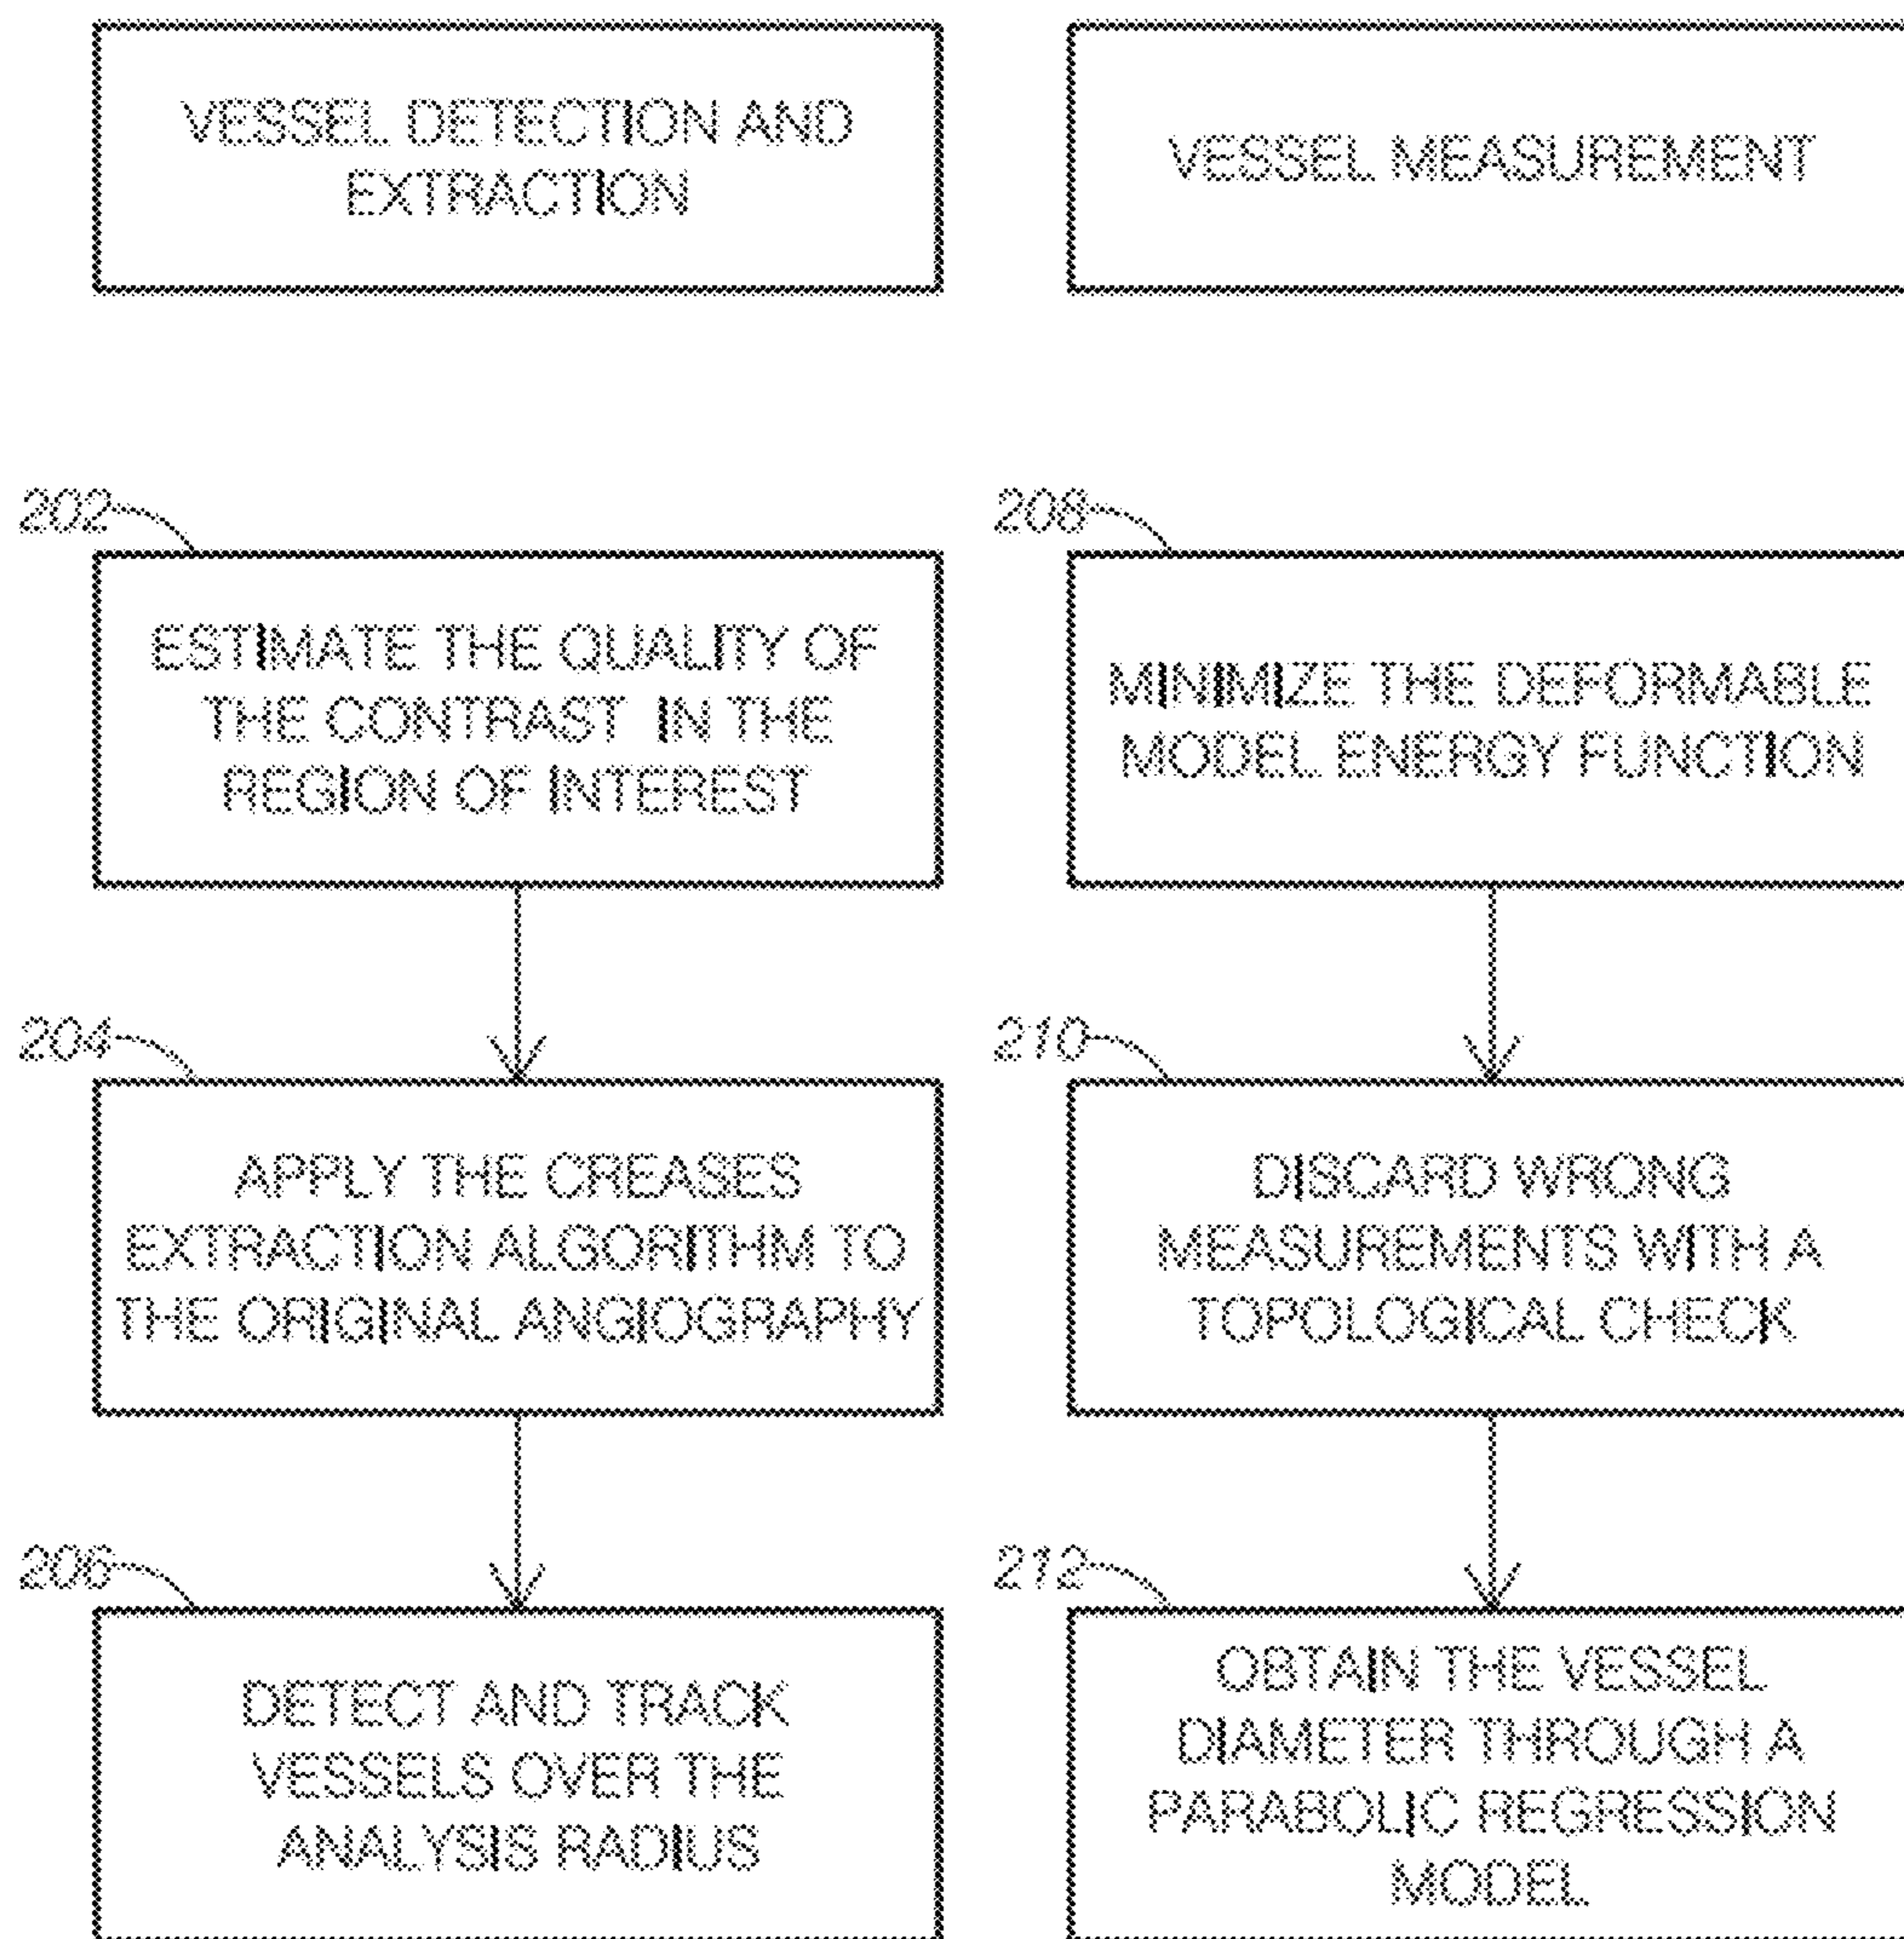 VESSEL DETECTION AND
EXTRACTION
202
ESTIMATE THE QUALITY OF
THE CONTRAST IN THE
REGION OF INTEREST
204
APPLY THE CREASES
EXTRACTION ALGORITHM TO
THE ORIGINAL ANGIOGRAPHY
206
DETECT AND TRACK
VESSELS OVER THE
ANALYSIS RADIUS
VESSEL MEASUREMENT
208
MINIMIZE THE DEFORMABLE
MODEL ENERGY FUNCTION
210
DISCARD WRONG
MEASUREMENTS WITH A
TOPOLOGICAL CHECK
212
OBTAIN THE VESSEL
DIAMETER THROUGH A
PARABOLIC REGRESSION
MODEL